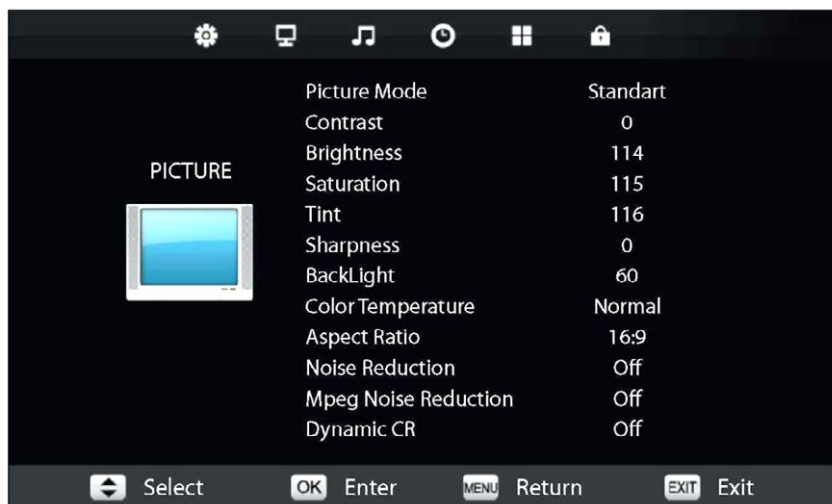 Picture Mode Standart
Contrast 0
Brightness 114
PICTURE
Saturation 115
Tint 116
Sharpness 0
BackLight 60
Color Temperature Normal
Aspect Ratio 16:9
Noise Reduction Off
Mpeg Noise Reduction Off
Dynamic CR Off
Select OK Enter MENU Return EXIT Exit